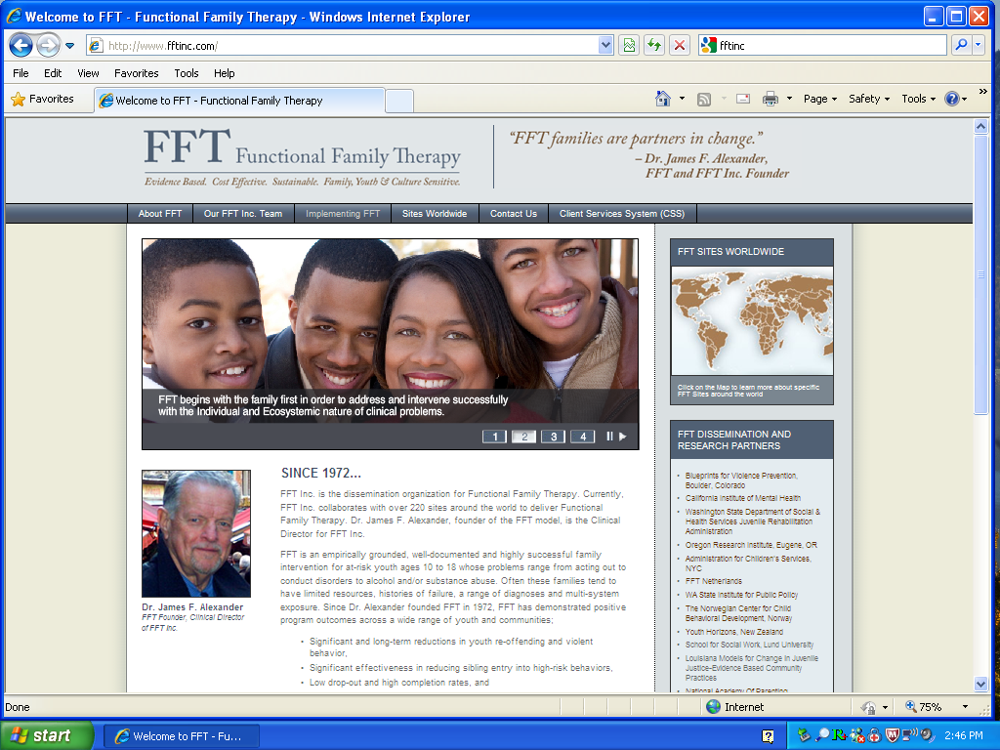 Welcome to FFT - Functional Family Therapy - Windows Internet Explorer
http://www.fftinc.com/
fftinc
File Edit View Favorites Tools Help
Favorites
Welcome to FFT - Functional Family Therapy
Page Safety Tools
FFT Functional Family Therapy
Evidence Based. Cost Effective. Sustainable. Family, Youth & Culture Sensitive.
“FFT families are partners in change.”
– Dr. James F. Alexander,
FFT and FFT Inc. Founder
About FFT Our FFT Inc. Team Implementing FFT Sites Worldwide Contact Us Client Services System (CSS)
FFT begins with the family first in order to address and intervene successfully
with the Individual and Ecosystemic nature of clinical problems.
1 2 3 4
Dr. James F. Alexander
FFT Founder, Clinical Director
of FFT Inc.
SINCE 1972...
FFT Inc. is the dissemination organization for Functional Family Therapy. Currently,
FFT Inc. collaborates with over 220 sites around the world to deliver Functional
Family Therapy. Dr. James F. Alexander, founder of the FFT model, is the Clinical
Director for FFT Inc.
FFT is an empirically grounded, well-documented and highly successful family
intervention for at-risk youth ages 10 to 18 whose problems range from acting out to
conduct disorders to alcohol and/or substance abuse. Often these families tend to
have limited resources, histories of failure, a range of diagnoses and multi-system
exposure. Since Dr. Alexander founded FFT in 1972, FFT has demonstrated positive
program outcomes across a wide range of youth and communities;
• Significant and long-term reductions in youth re-offending and violent
behavior,
• Significant effectiveness in reducing sibling entry into high-risk behaviors,
• Low drop-out and high completion rates, and
FFT SITES WORLDWIDE
Click on the Map to learn more about specific
FFT Sites around the world
FFT DISSEMINATION AND
RESEARCH PARTNERS
• Blueprints for Violence Prevention,
Boulder, Colorado
• California Institute of Mental Health
• Washington State Department of Social &
Health Services Juvenile Rehabilitation
Administration
• Oregon Research Institute, Eugene, OR
• Administration for Children's Services,
NYC
• FFT Netherlands
• WA State Institute for Public Policy
• The Norwegian Center for Child
Behavioral Development, Norway
• Youth Horizons, New Zealand
• School for Social Work, Lund University
• Louisiana Models for Change in Juvenile
Justice-Evidence Based Community
Practices
• National Academy Of Parenting
Done
Internet
75%
start
Welcome to FFT - Fu...
2:46 PM